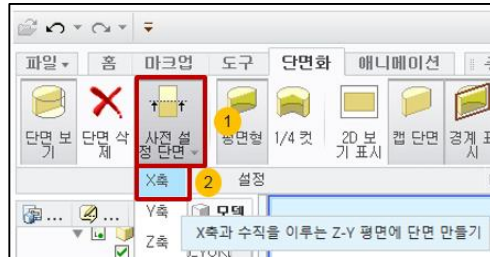 파일 홈 마크업 도구 단면화 애니메이션
단면 보기 단면 삭제 사전 설정 단면 평면형 1/4 컷 2D 보기 표시 캡 단면 경계 표시
1
X축 2 설정
Y축 모델
Z축
X축과 수직을 이루는 Z-Y 평면에 단면 만들기